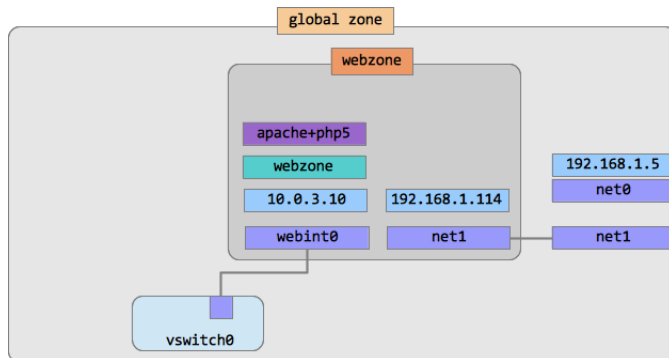 global zone
webzone
apache+php5
webzone
10.0.3.10
192.168.1.114
192.168.1.5
net0
webint0
net1
net1
vswitch0